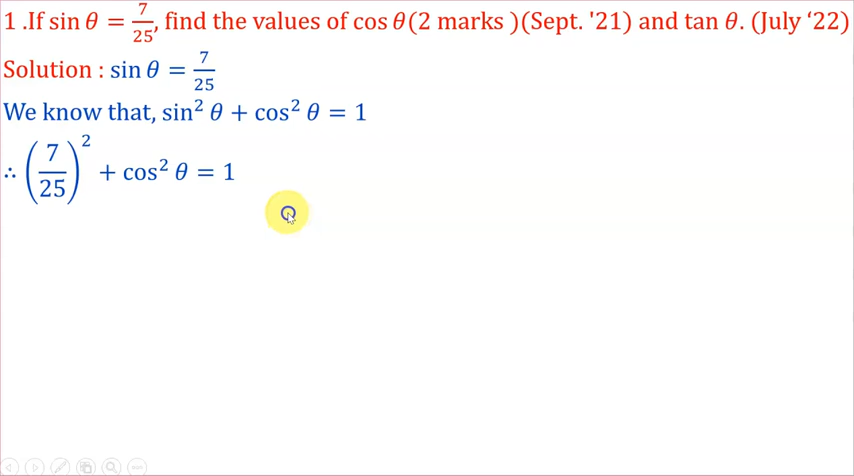 1 .If sin θ = 7/25, find the values of cos θ(2 marks )(Sept. '21) and tan θ. (July ‘22)
Solution : sin θ = 7/25
We know that, sin² θ + cos² θ = 1
∴ (7/25)² + cos² θ = 1